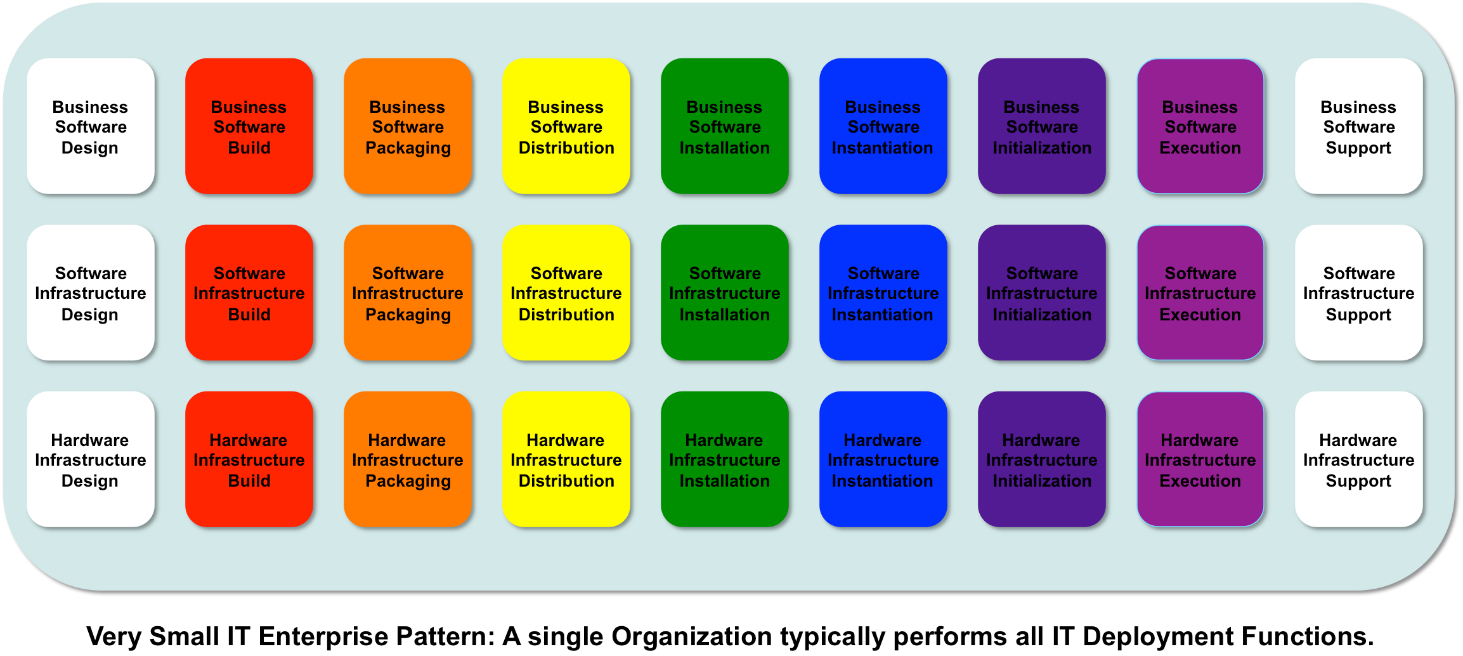 Business
Software
Design
Business
Software
Build
Business
Software
Packaging
Business
Software
Distribution
Business
Software
Installation
Business
Software
Instantiation
Business
Software
Initialization
Business
Software
Execution
Business
Software
Support
Software
Infrastructure
Design
Software
Infrastructure
Build
Software
Infrastructure
Packaging
Software
Infrastructure
Distribution
Software
Infrastructure
Installation
Software
Infrastructure
Instantiation
Software
Infrastructure
Initialization
Software
Infrastructure
Execution
Software
Infrastructure
Support
Hardware
Infrastructure
Design
Hardware
Infrastructure
Build
Hardware
Infrastructure
Packaging
Hardware
Infrastructure
Distribution
Hardware
Infrastructure
Installation
Hardware
Infrastructure
Instantiation
Hardware
Infrastructure
Initialization
Hardware
Infrastructure
Execution
Hardware
Infrastructure
Support
Very Small IT Enterprise Pattern: A single Organization typically performs all IT Deployment Functions.